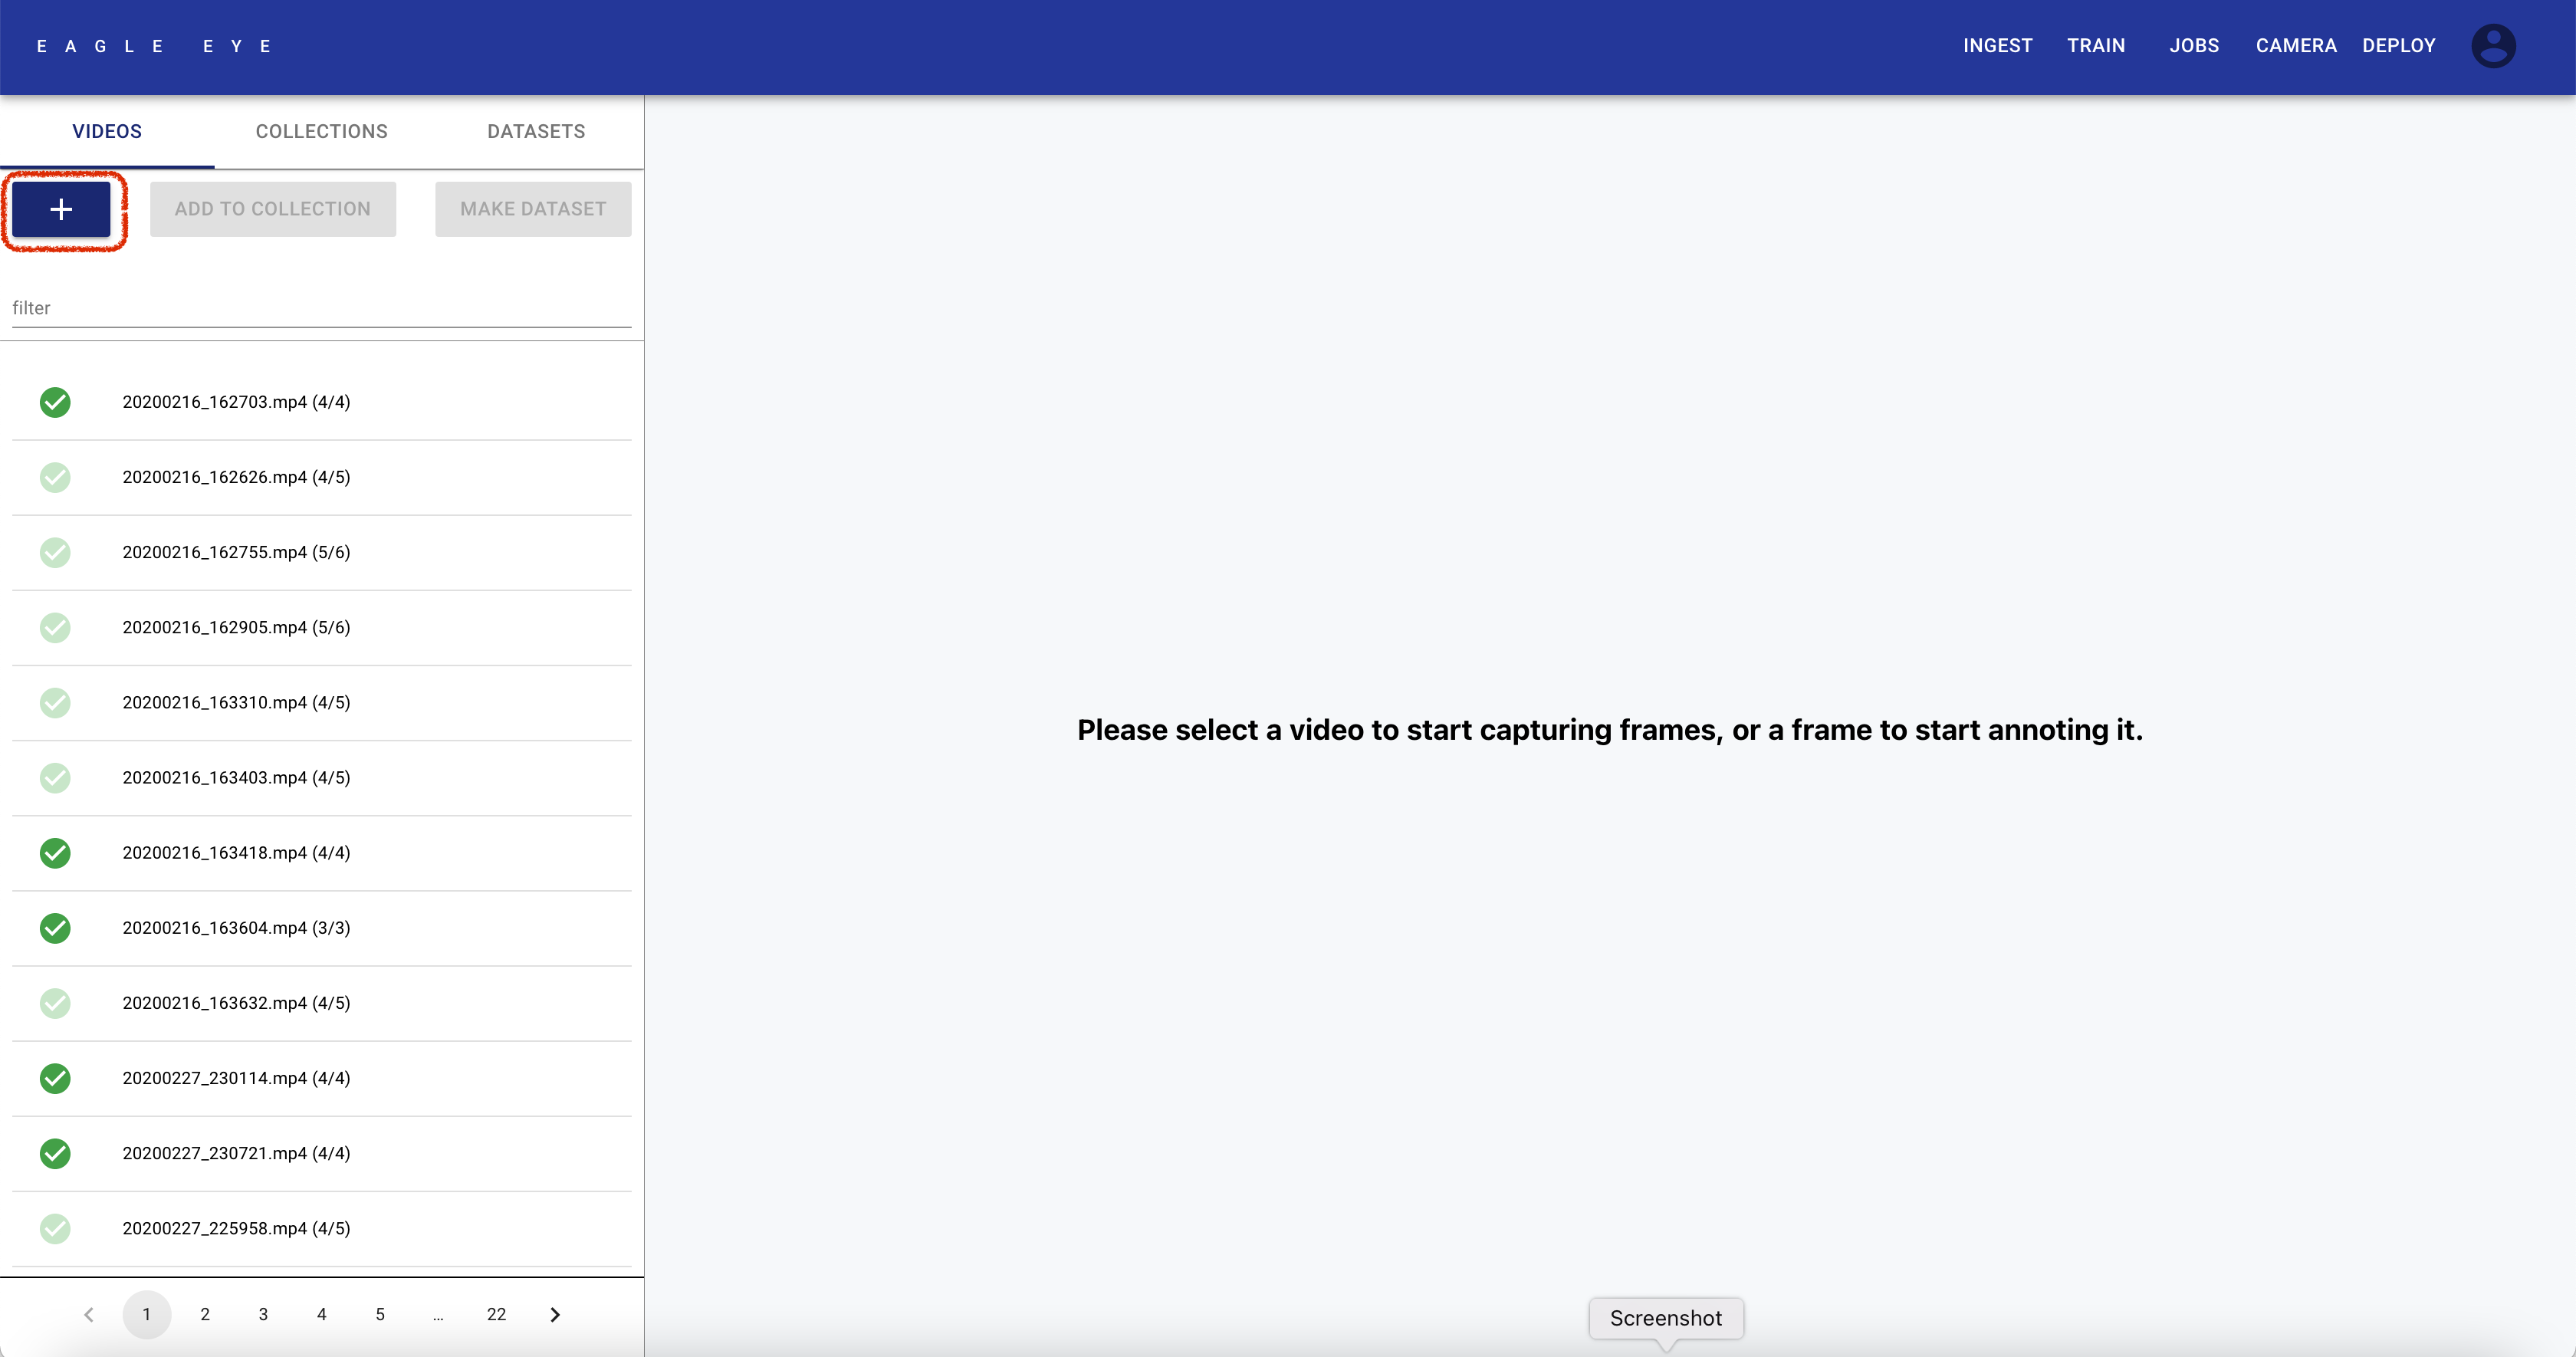 EAGLE EYE
INGEST TRAIN JOBS CAMERA DEPLOY
VIDEOS COLLECTIONS DATASETS
+ ADD TO COLLECTION MAKE DATASET
filter
20200216_162703.mp4 (4/4)
20200216_162626.mp4 (4/5)
20200216_162755.mp4 (5/6)
20200216_162905.mp4 (5/6)
20200216_163310.mp4 (4/5)
20200216_163403.mp4 (4/5)
20200216_163418.mp4 (4/4)
20200216_163604.mp4 (3/3)
20200216_163632.mp4 (4/5)
20200227_230114.mp4 (4/4)
20200227_230721.mp4 (4/4)
20200227_225958.mp4 (4/5)
1 2 3 4 5 ... 22
Please select a video to start capturing frames, or a frame to start annoting it.
Screenshot